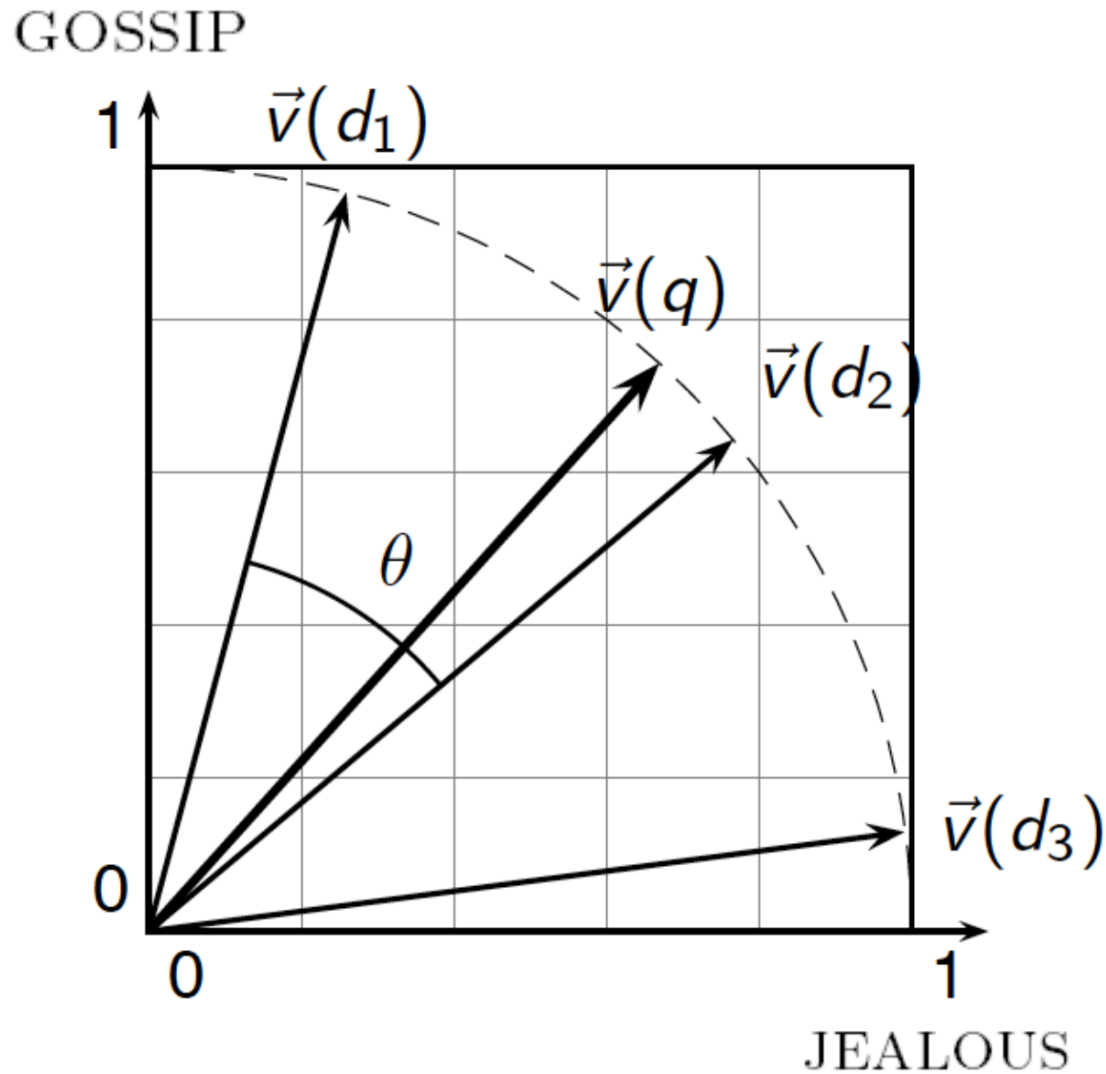 GOSSIP
1
v⃗(d₁)
v⃗(q)
v⃗(d₂)
θ
v⃗(d₃)
0
0
1
JEALOUS